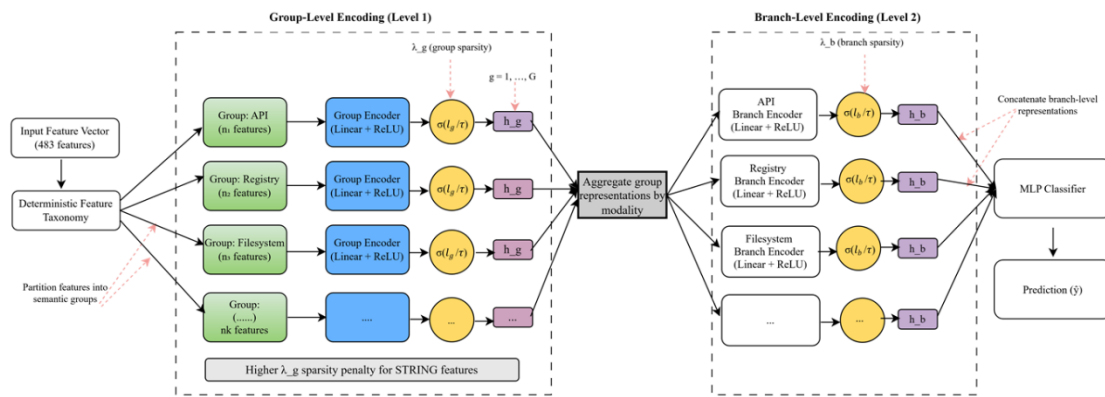 Group-Level Encoding (Level 1)
Branch-Level Encoding (Level 2)
λ_g (group sparsity)
g = 1, …, G
λ_b (branch sparsity)
Concatenate branch-level
representations
Input Feature Vector
(483 features)
Deterministic Feature
Taxonomy
Partition features into
semantic groups
Group: API
(n₁ features)
Group Encoder
(Linear + ReLU)
σ(l_g/τ)
h_g
Group: Registry
(n₂ features)
Group Encoder
(Linear + ReLU)
σ(l_g/τ)
h_g
Group: Filesystem
(n₃ features)
Group Encoder
(Linear + ReLU)
σ(l_g/τ)
h_g
Group:
(......)
nk features
....
...
...
Higher λ_g sparsity penalty for STRING features
Aggregate group
representations by
modality
API
Branch Encoder
(Linear + ReLU)
σ(l_b/τ)
h_b
Registry
Branch Encoder
(Linear + ReLU)
σ(l_b/τ)
h_b
Filesystem
Branch Encoder
(Linear + ReLU)
σ(l_b/τ)
h_b
...
...
h_b
MLP Classifier
Prediction (ŷ)